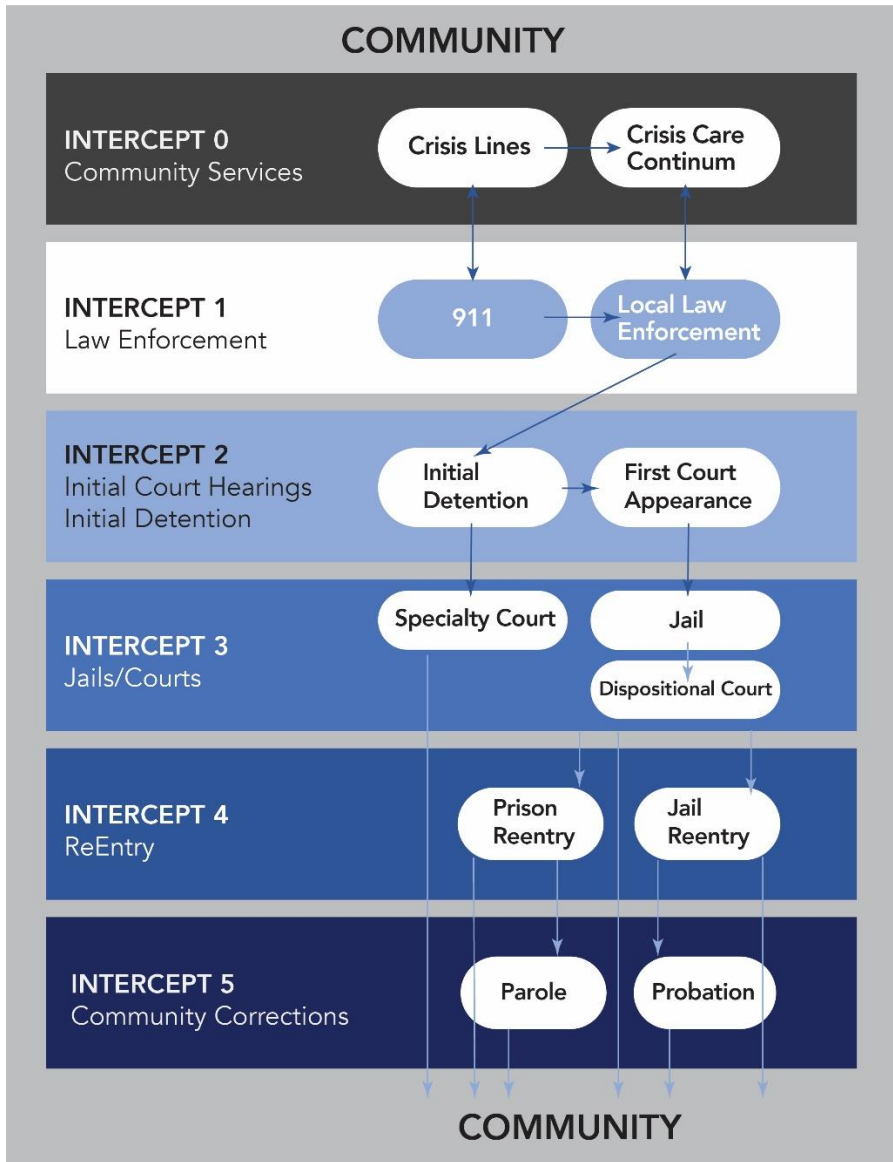 COMMUNITY
INTERCEPT 0
Community Services
Crisis Lines
Crisis Care
Continum
INTERCEPT 1
Law Enforcement
911
Local Law
Enforcement
INTERCEPT 2
Initial Court Hearings
Initial Detention
Initial
Detention
First Court
Appearance
INTERCEPT 3
Jails/Courts
Specialty Court
Jail
Dispositional Court
INTERCEPT 4
ReEntry
Prison
Reentry
Jail
Reentry
INTERCEPT 5
Community Corrections
Parole
Probation
COMMUNITY